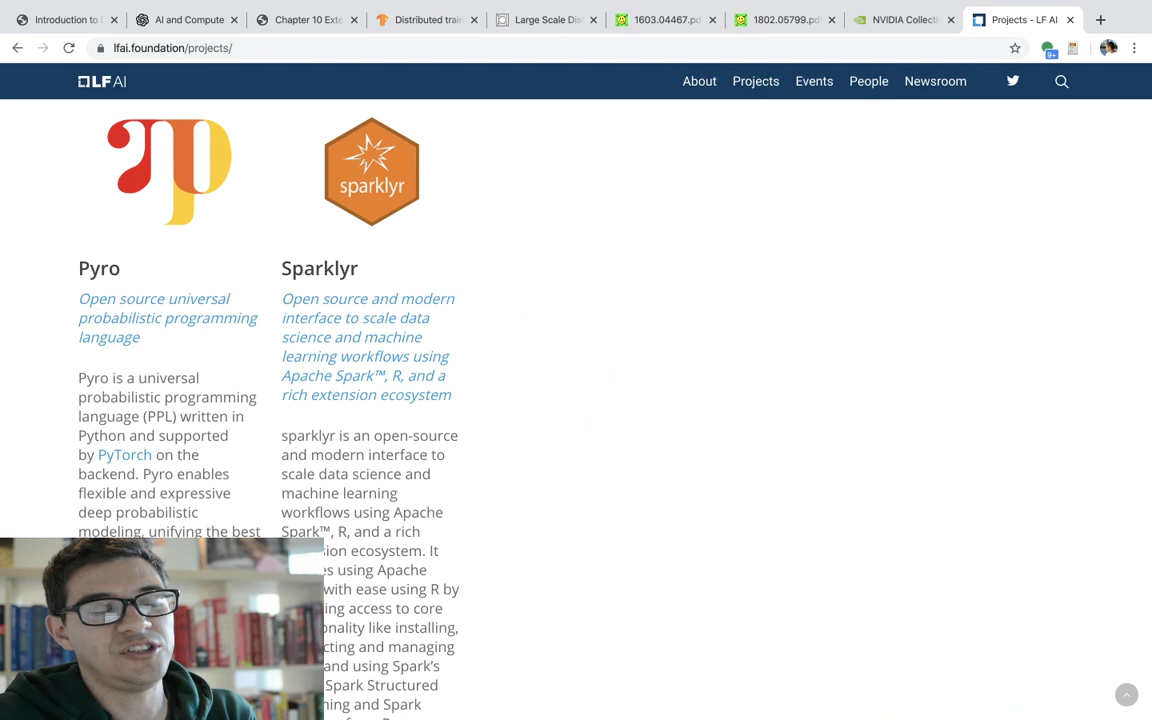 Introduction to D
AI and Compute
Chapter 10 Exte
Distributed train
Large Scale Dis
1603.04467.pd
1802.05799.pd
NVIDIA Collecti
Projects - LF AI
lfai.foundation/projects/
9+
LF AI
About
Projects
Events
People
Newsroom
sparklyr
Pyro
Open source universal
probabilistic programming
language
Pyro is a universal
probabilistic programming
language (PPL) written in
Python and supported
by PyTorch on the
backend. Pyro enables
flexible and expressive
deep probabilistic
modeling, unifying the best
Sparklyr
Open source and modern
interface to scale data
science and machine
learning workflows using
Apache Spark™, R, and a
rich extension ecosystem
sparklyr is an open-source
and modern interface to
scale data science and
machine learning
workflows using Apache
Spark™, R, and a rich
sion ecosystem. It
es using Apache
with ease using R by
ing access to core
onality like installing,
cting and managing
and using Spark's
Spark Structured
ming and Spark